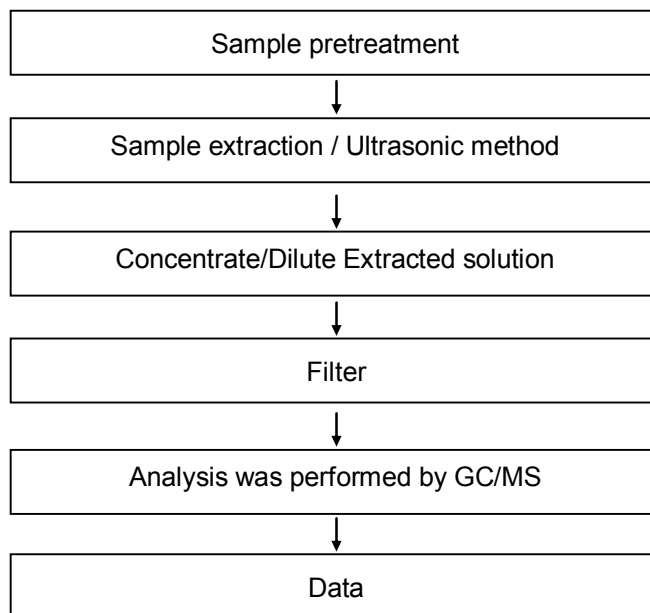 Sample pretreatment
Sample extraction / Ultrasonic method
Concentrate/Dilute Extracted solution
Filter
Analysis was performed by GC/MS
Data